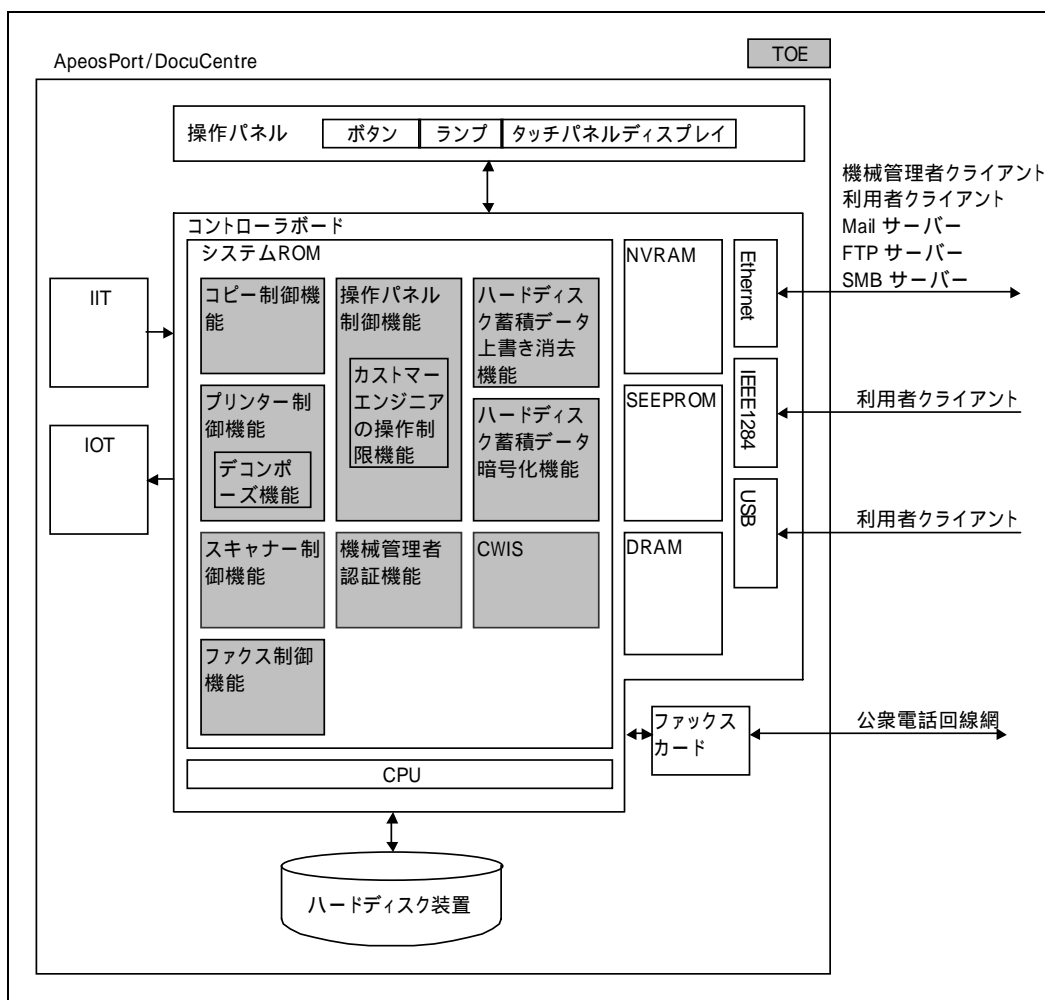 TOE
ApeosPort/DocuCentre
操作パネル
ボタン
ランプ
タッチパネルディスプレイ
機械管理者クライアント
利用者クライアント
Mail サーバー
FTP サーバー
SMB サーバー
コントローラボード
システムROM
NVRAM
Ethernet
IIT
コピー制御機
能
操作パネル
制御機能
ハードディス
ク蓄積データ
上書き消去
機能
カストマー
エンジニア
の操作制
限機能
プリンター制
御機能
デコンポ
ーズ機能
ハードディス
ク蓄積データ
暗号化機能
SEEPROM
IEEE1284
利用者クライアント
IOT
USB
利用者クライアント
スキャナー制
御機能
機械管理者
認証機能
CWIS
DRAM
ファクス制御
機能
ファックス
カード
公衆電話回線網
CPU
ハードディスク装置